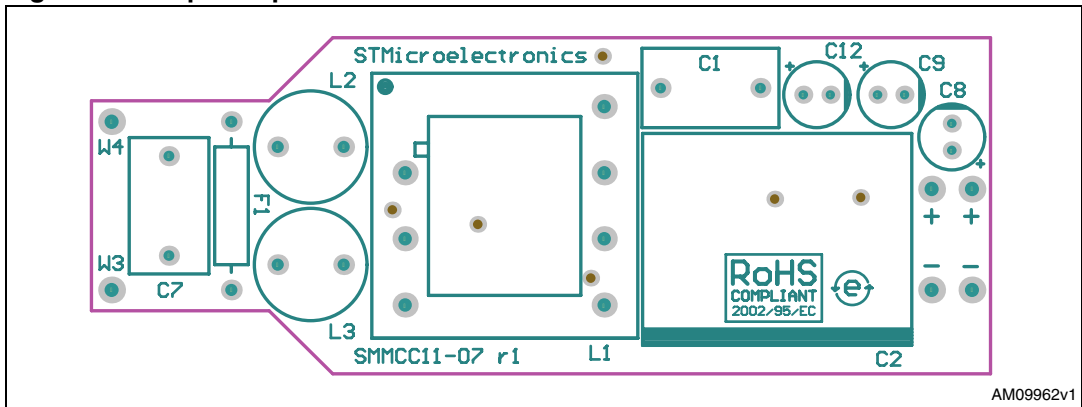 STMicroelectronics
C1
C12
C9
C8
L2
W4
F1
W3
C7
L3
SMMCC11-07 r1
L1
RoHS
COMPLIANT
2002/95/EC
e
C2
+ +
- -
+
+
+
AM09962v1